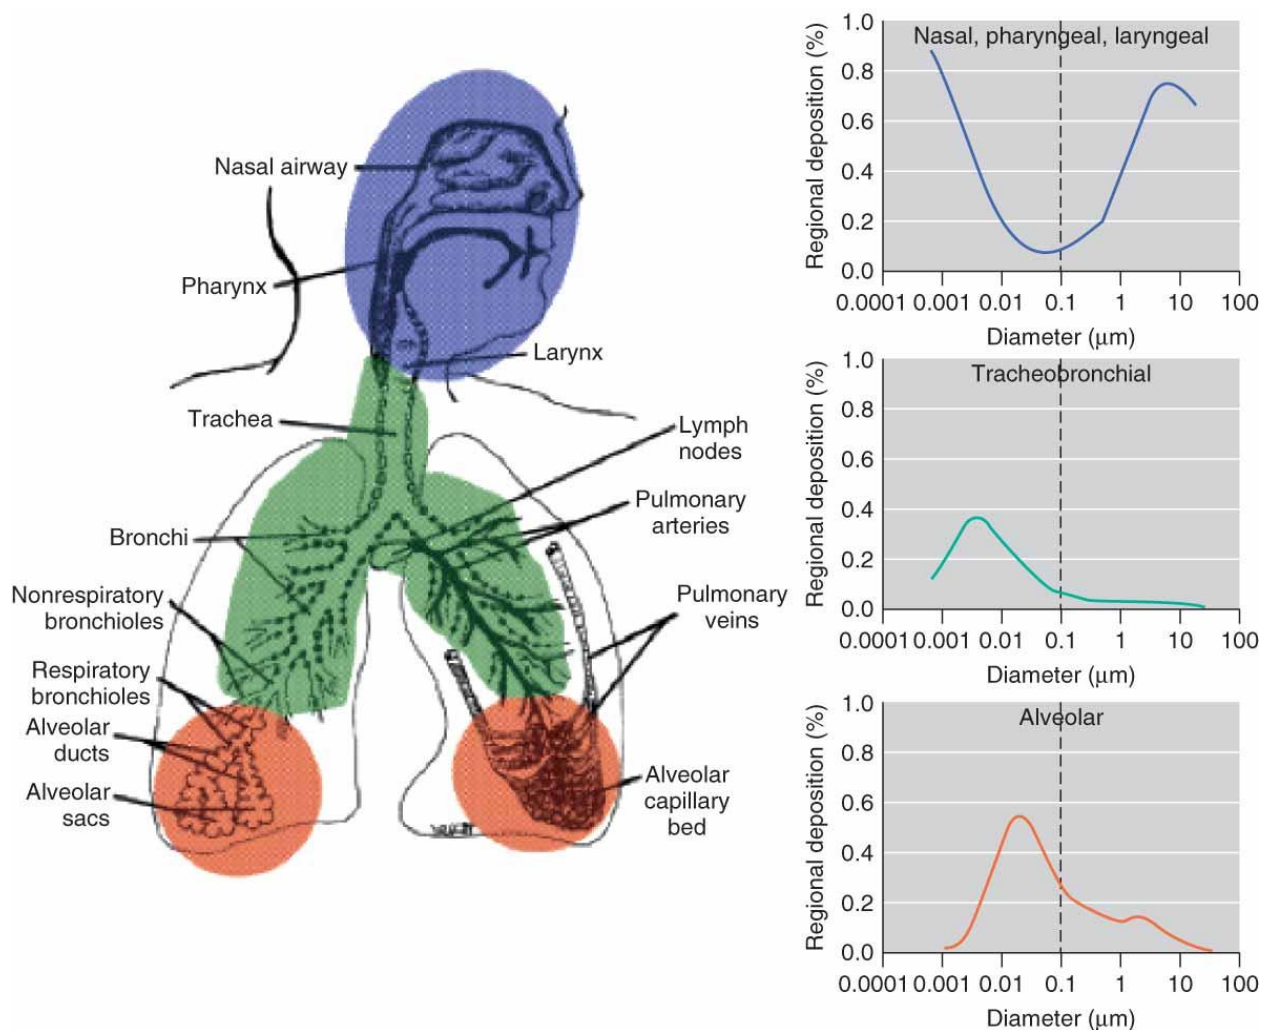 Nasal airway
Pharynx
Larynx
Trachea
Lymph
nodes
Pulmonary
arteries
Bronchi
Nonrespiratory
bronchioles
Pulmonary
veins
Respiratory
bronchioles
Alveolar
ducts
Alveolar
sacs
Alveolar
capillary
bed
Nasal, pharyngeal, laryngeal
Regional deposition (%)
1.0
0.8
0.6
0.4
0.2
0.0
0.0001 0.001 0.01 0.1 1 10 100
Diameter (μm)
Tracheobronchial
Regional deposition (%)
1.0
0.8
0.6
0.4
0.2
0.0
0.0001 0.001 0.01 0.1 1 10 100
Diameter (μm)
Alveolar
Regional deposition (%)
1.0
0.8
0.6
0.4
0.2
0.0
0.0001 0.001 0.01 0.1 1 10 100
Diameter (μm)